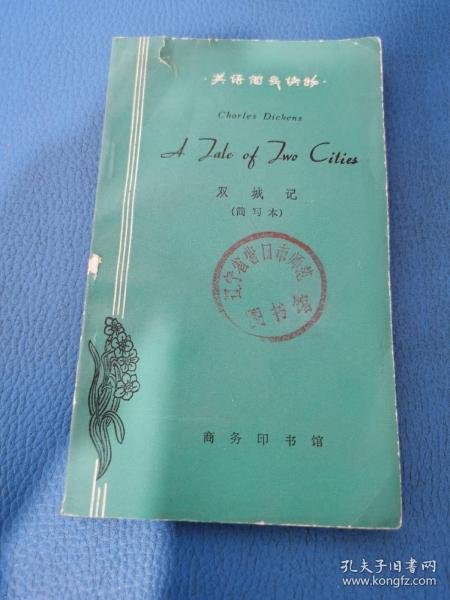 ·英语简易读物·
Charles Dickens
A Tale of Two Cities
双城记
(简写本)
辽宁省营口市师范
图书馆
商务印书馆
孔夫子旧书网
www.kongfz.com